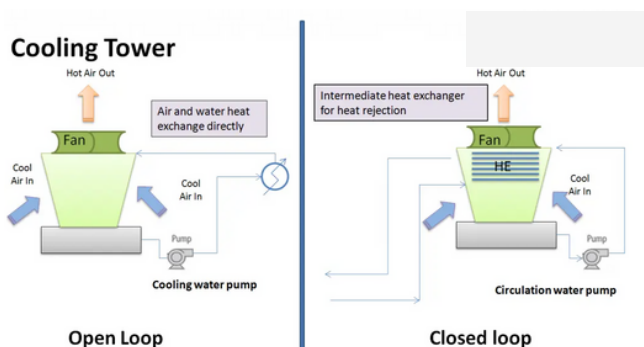 Cooling Tower
Hot Air Out
Air and water heat
exchange directly
Fan
Cool
Air In
Cool
Air In
Pump
Cooling water pump
Open Loop
Hot Air Out
Intermediate heat exchanger
for heat rejection
Fan
HE
Cool
Air In
Pump
Circulation water pump
Closed loop